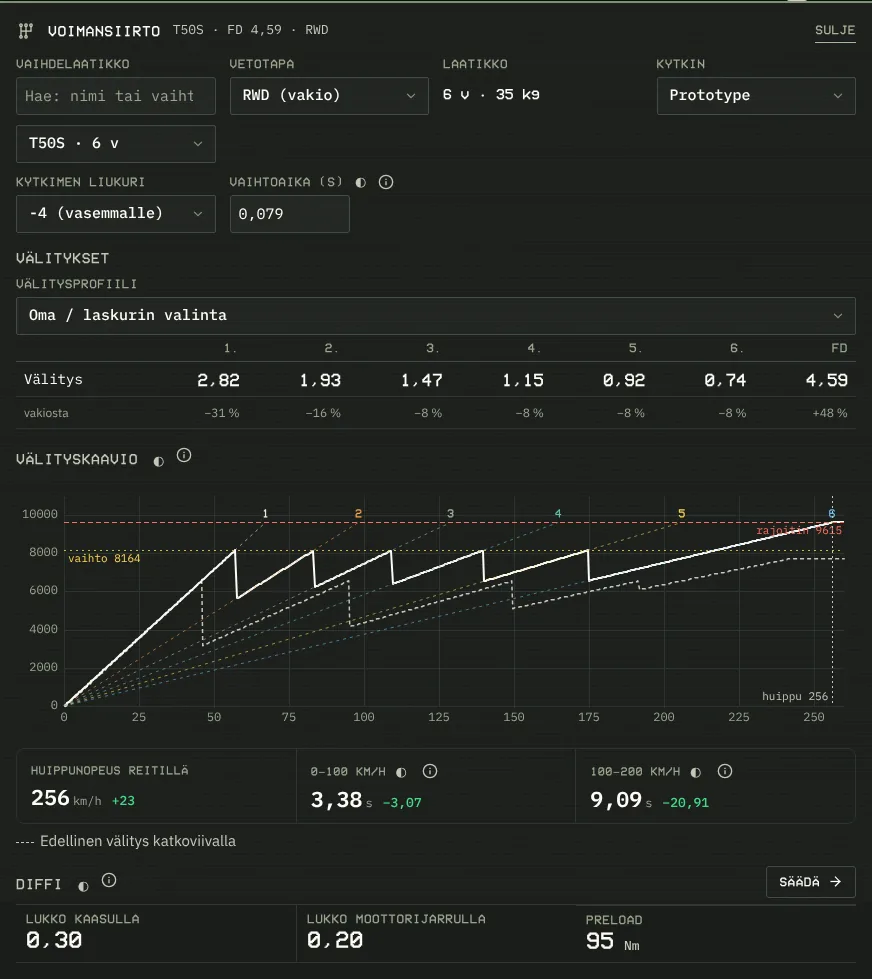 VOIMANSIIRTO T50S · FD 4,59 · RWD SULJE
VAIHDELAATIKKO VETOTAPA LAATIKKO KYTKIN
Hae: nimi tai vaiht RWD (vakio) 6 v · 35 kg Prototype
T50S · 6 v
KYTKIMEN LIUKURI VAIHTOAIKA (S)
-4 (vasemmalle) 0,079
VÄLITYKSET
VÄLITYSPROFIILI
Oma / laskurin valinta
1. 2. 3. 4. 5. 6. FD
Välitys 2,82 1,93 1,47 1,15 0,92 0,74 4,59
vakiosta −31 % −16 % −8 % −8 % −8 % −8 % +48 %
VÄLITYSKAAVIO
10000 1 2 3 4 5 6
rajoitin 9615
8000 vaihto 8164
6000
4000
2000
huippu 256
0
0 25 50 75 100 125 150 175 200 225 250
HUIPPUNOPEUS REITILLÄ 0-100 KM/H 100-200 KM/H
256 km/h +23 3,38 s −3,07 9,09 s −20,91
Edellinen välitys katkoviivalla
DIFFI SÄÄDÄ →
LUKKO KAASULLA LUKKO MOOTTORIJARRULLA PRELOAD
0,30 0,20 95 Nm